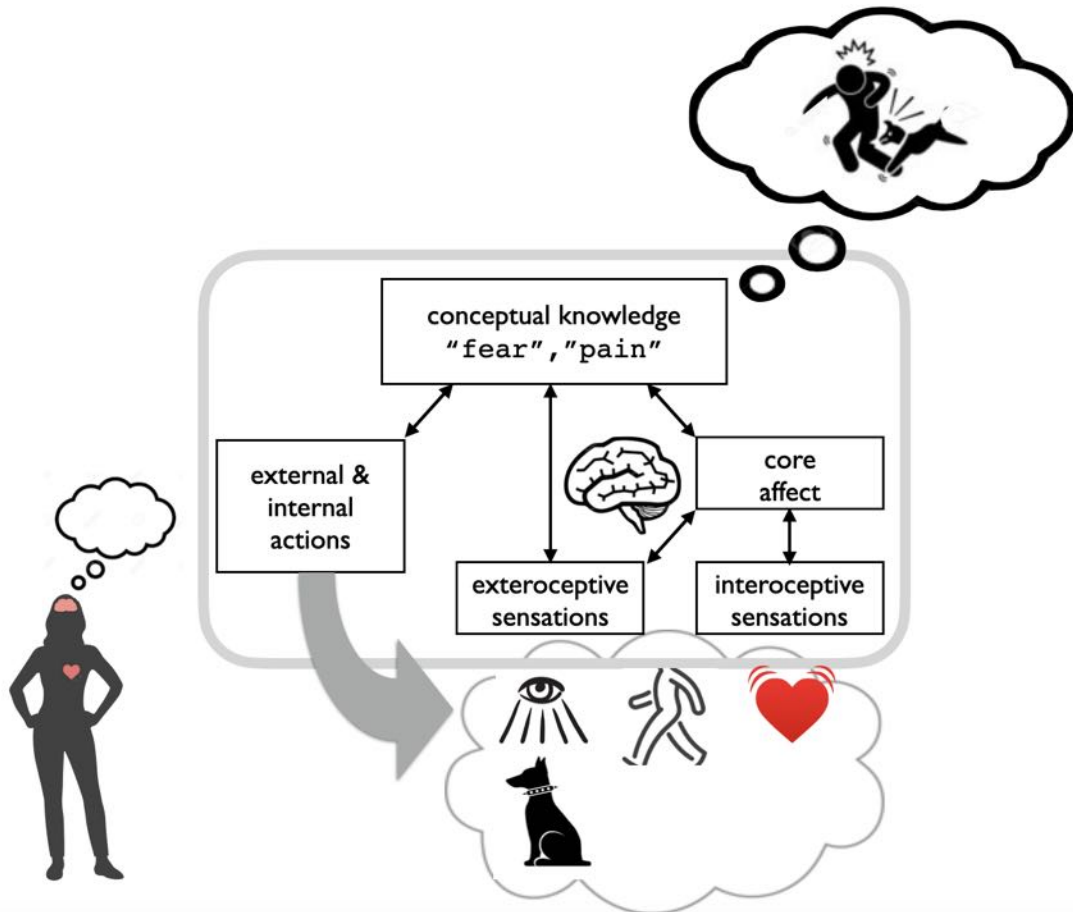 conceptual knowledge
“fear”,”pain”
external &
internal
actions
core
affect
exteroceptive
sensations
interoceptive
sensations